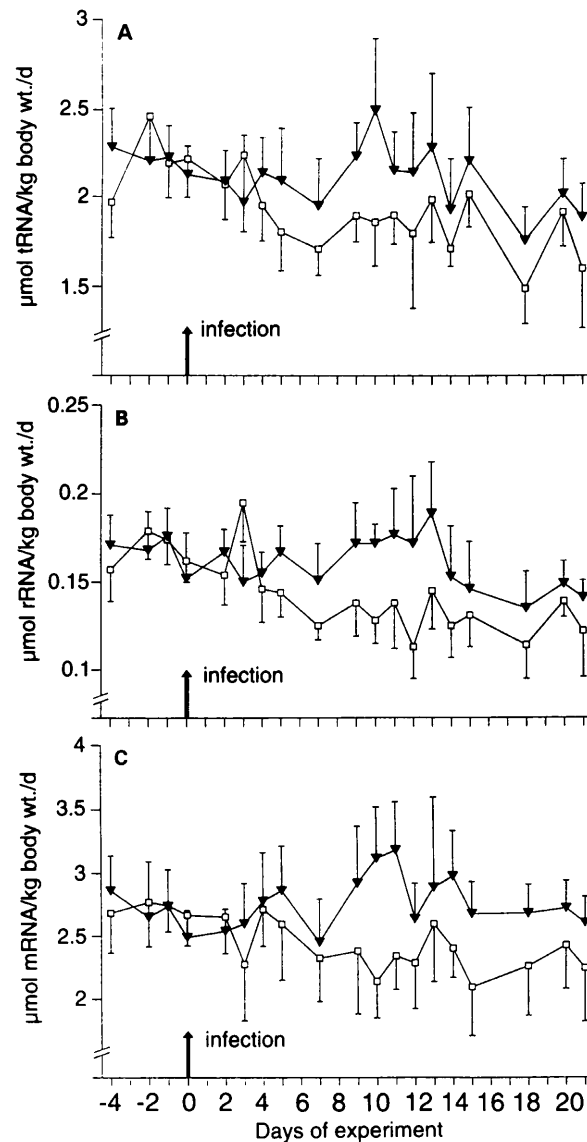 A
3
2.5
2
1.5
µmol tRNA/kg body wt./d
infection
B
0.25
0.2
0.15
0.1
µmol rRNA/kg body wt./d
infection
C
4
3.5
3
2.5
2
µmol mRNA/kg body wt./d
infection
-4 -2 0 2 4 6 8 10 12 14 16 18 20
Days of experiment